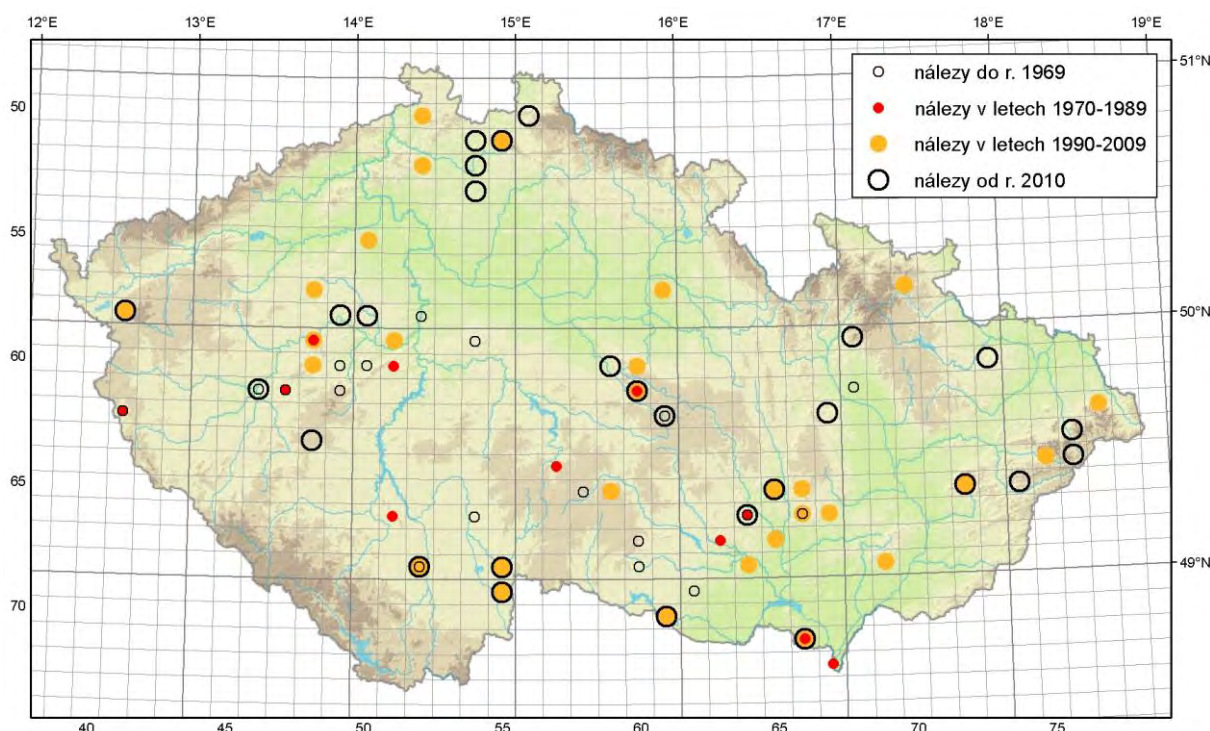 12°E 13°E 14°E 15°E 16°E 17°E 18°E 19°E
51°N
nálezy do r. 1969
nálezy v letech 1970-1989
nálezy v letech 1990-2009
nálezy od r. 2010
50
55
50°N
60
65
49°N
70
40 45 50 55 60 65 70 75